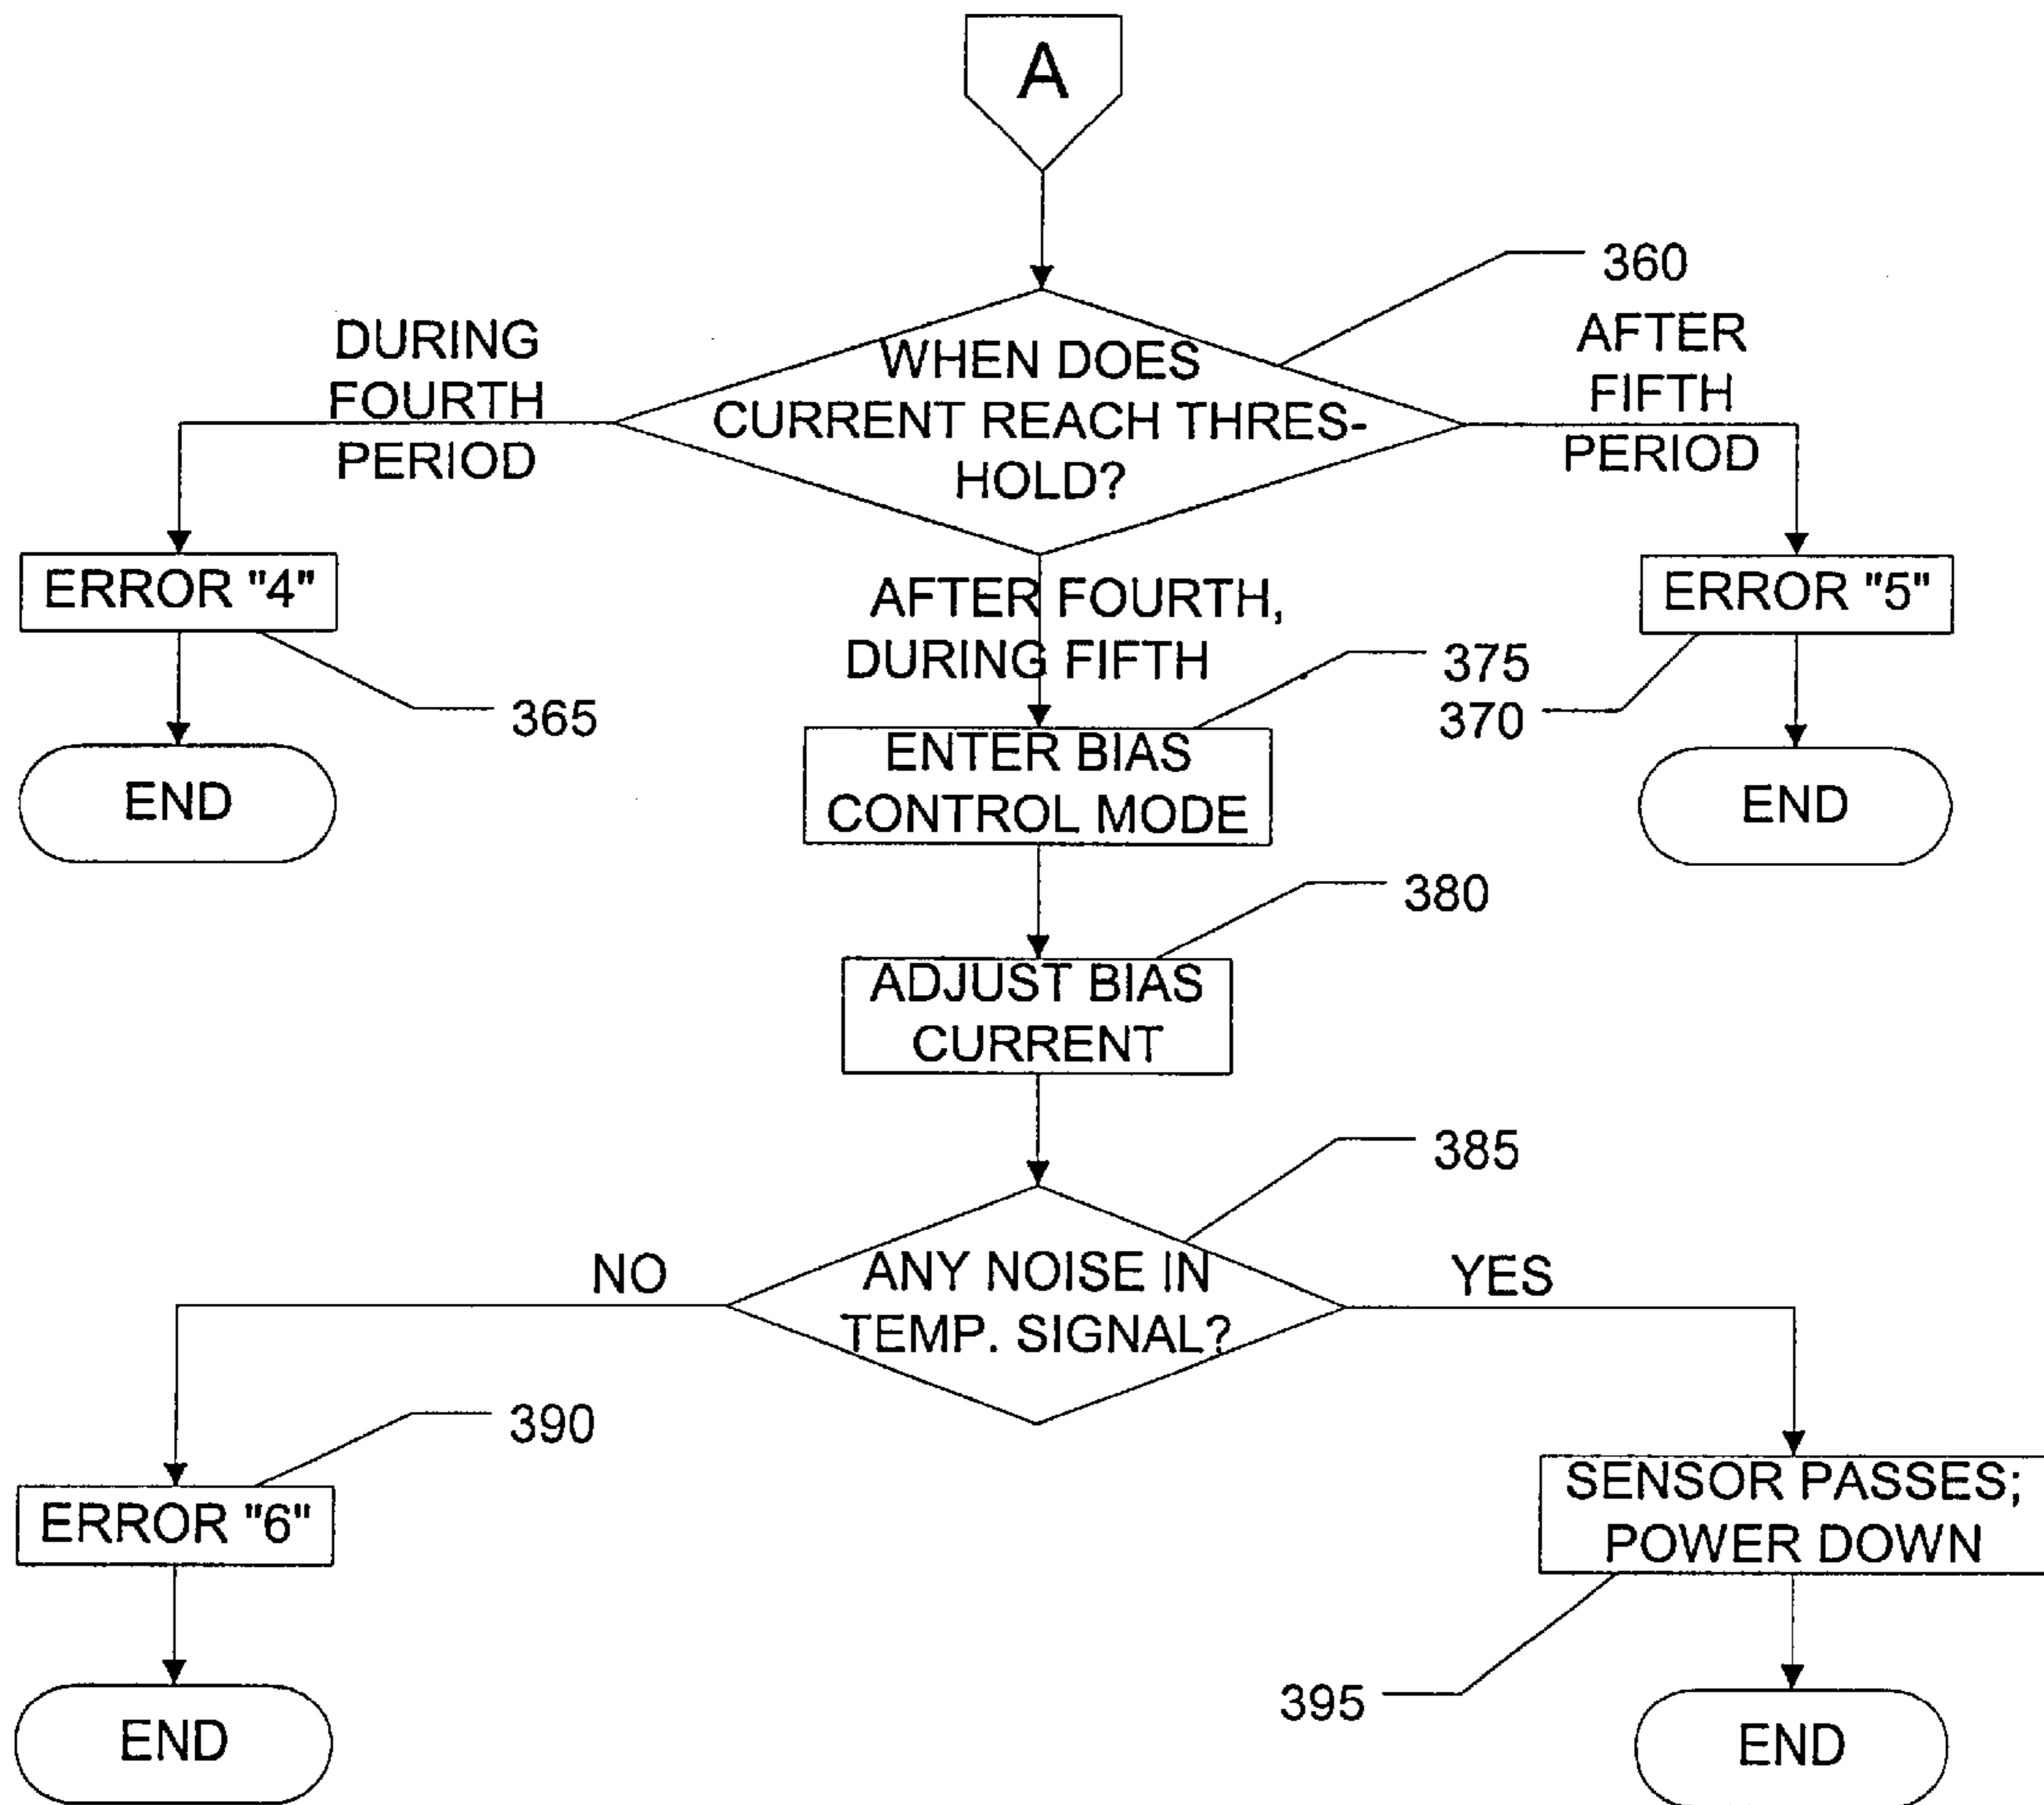 A
360
DURING
FOURTH
PERIOD
WHEN DOES
CURRENT REACH THRES-
HOLD?
AFTER
FIFTH
PERIOD
ERROR "4"
365
END
AFTER FOURTH,
DURING FIFTH
ERROR "5"
370
END
375
ENTER BIAS
CONTROL MODE
380
ADJUST BIAS
CURRENT
385
ANY NOISE IN
TEMP. SIGNAL?
NO
YES
390
ERROR "6"
END
SENSOR PASSES;
POWER DOWN
395
END